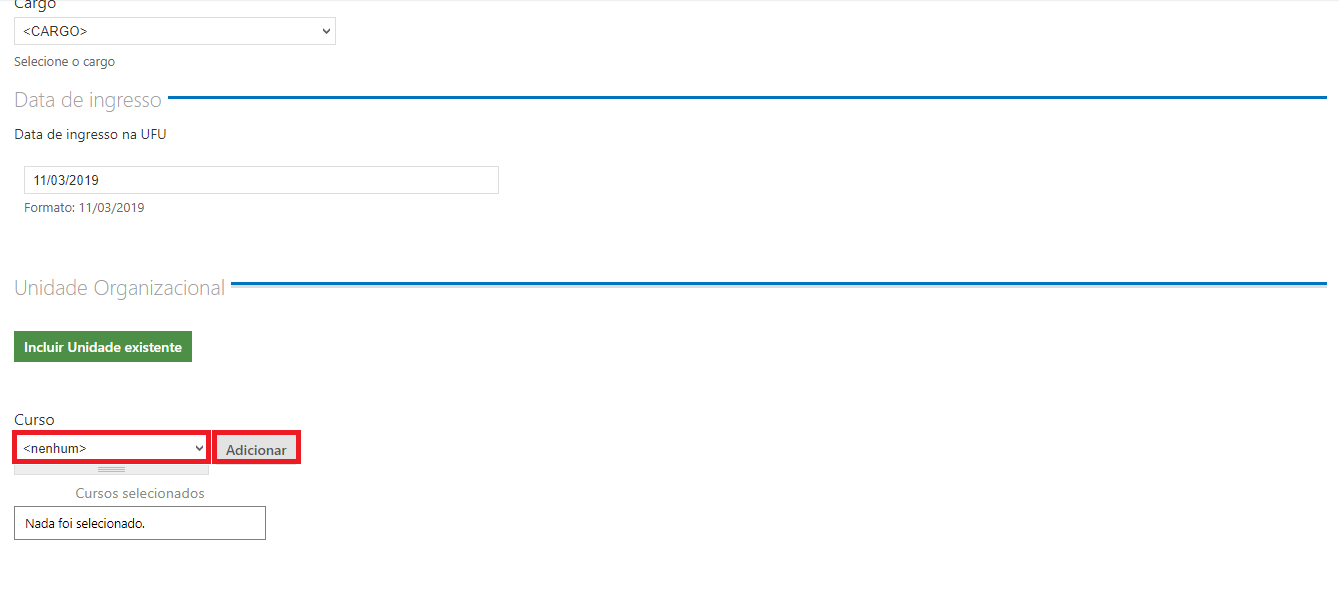 Cargo
<CARGO>
Selecione o cargo
Data de ingresso
Data de ingresso na UFU
11/03/2019
Formato: 11/03/2019
Unidade Organizacional
Incluir Unidade existente
Curso
<nenhum>
Adicionar
Cursos selecionados
Nada foi selecionado.